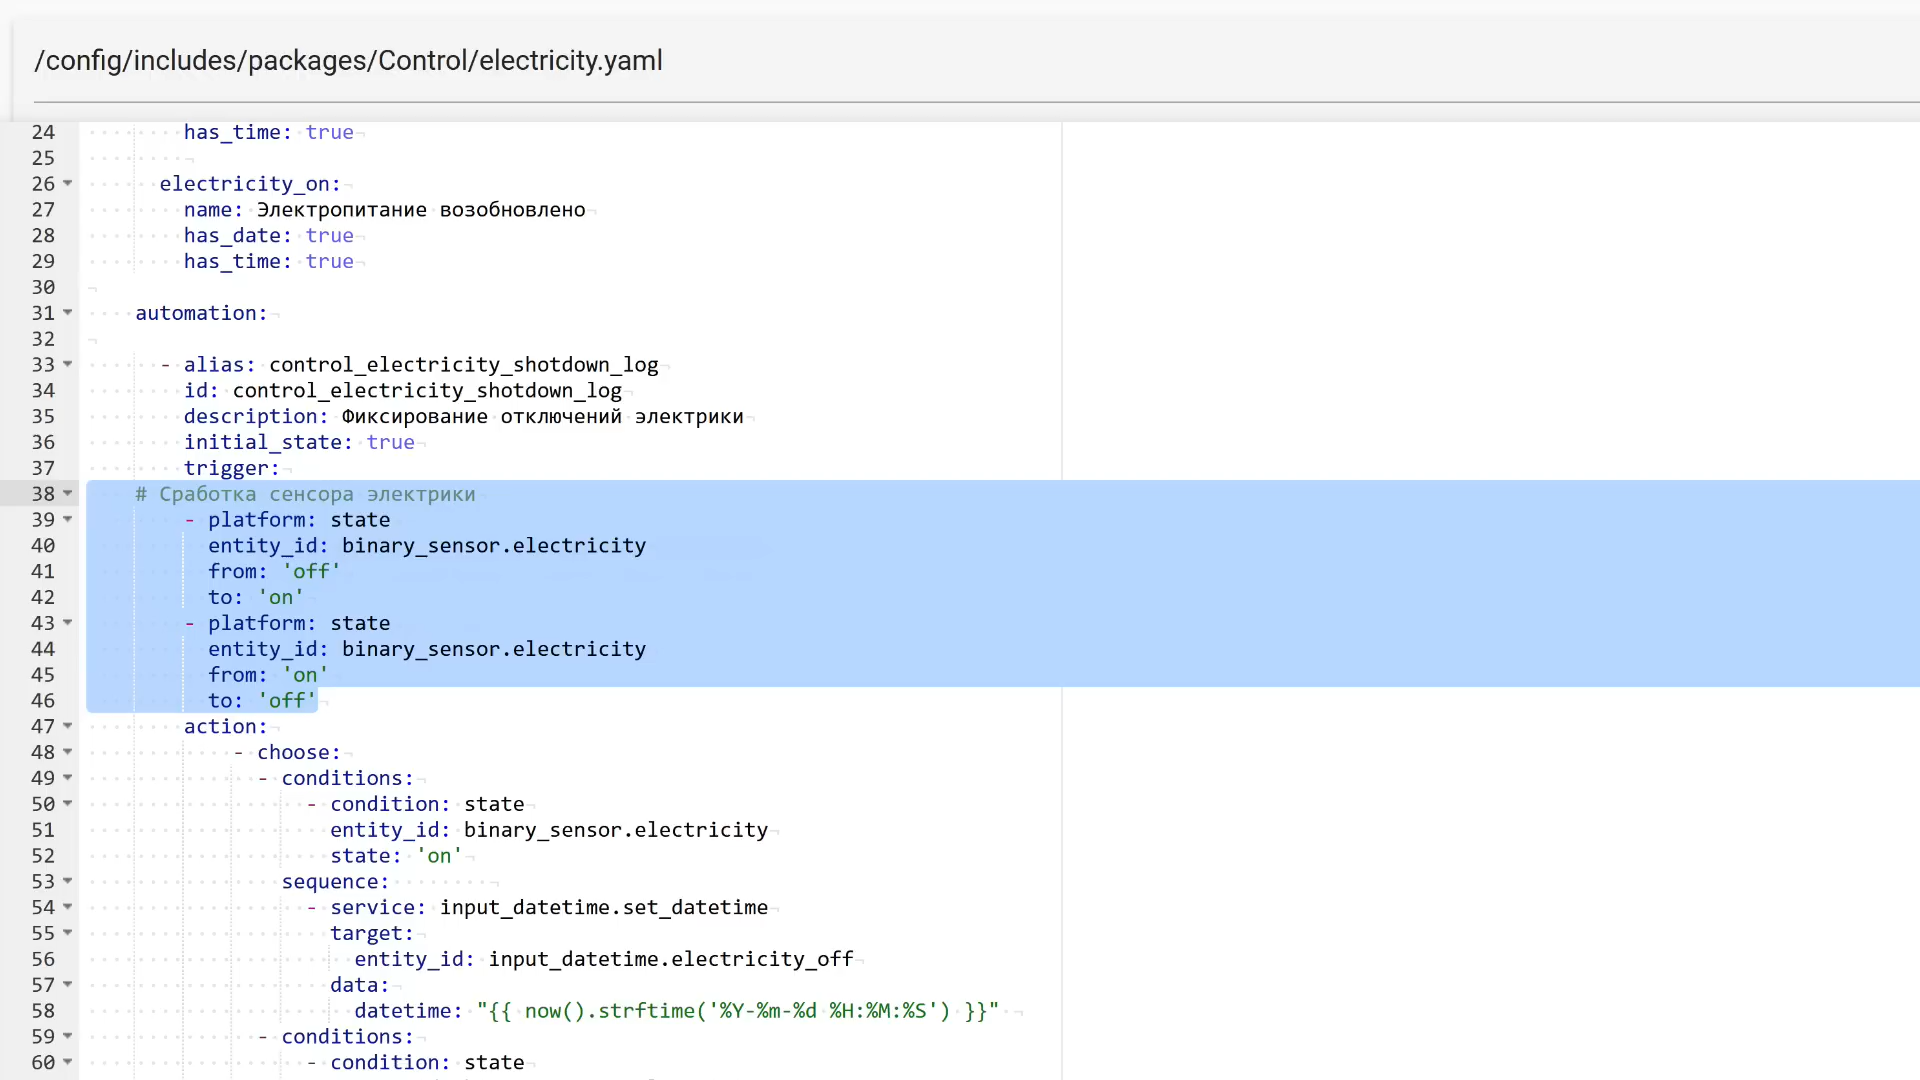 /config/includes/packages/Control/electricity.yaml
24 has_time: true
25
26 electricity_on:
27 name: Электропитание возобновлено
28 has_date: true
29 has_time: true
30
31 automation:
32
33 - alias: control_electricity_shotdown_log
34 id: control_electricity_shotdown_log
35 description: Фиксирование отключений электрики
36 initial_state: true
37 trigger:
38 # Сработка сенсора электрики
39 - platform: state
40 entity_id: binary_sensor.electricity
41 from: 'off'
42 to: 'on'
43 - platform: state
44 entity_id: binary_sensor.electricity
45 from: 'on'
46 to: 'off'
47 action:
48 - choose:
49 - conditions:
50 - condition: state
51 entity_id: binary_sensor.electricity
52 state: 'on'
53 sequence:
54 - service: input_datetime.set_datetime
55 target:
56 entity_id: input_datetime.electricity_off
57 data:
58 datetime: "{{ now().strftime('%Y-%m-%d %H:%M:%S') }}"
59 - conditions:
60 - condition: state